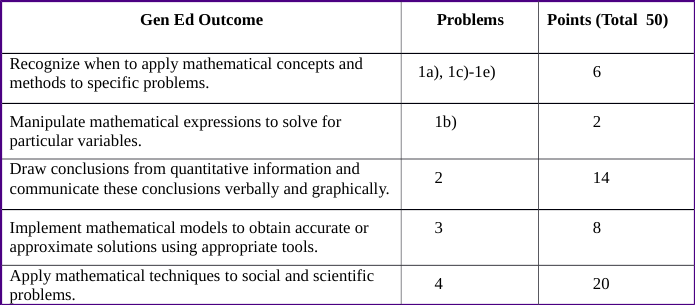 Gen Ed Outcome Problems Points (Total 50)
Recognize when to apply mathematical concepts and
methods to specific problems. 1a), 1c)-1e) 6
Manipulate mathematical expressions to solve for
particular variables. 1b) 2
Draw conclusions from quantitative information and
communicate these conclusions verbally and graphically. 2 14
Implement mathematical models to obtain accurate or
approximate solutions using appropriate tools. 3 8
Apply mathematical techniques to social and scientific
problems. 4 20